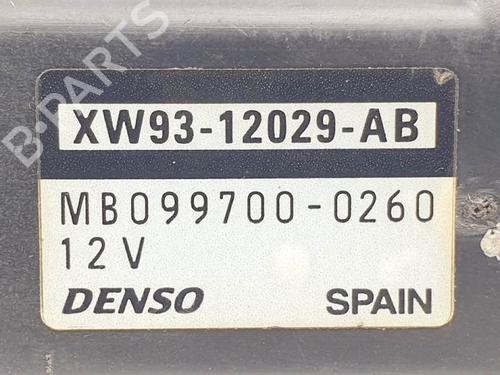 B-PARTS
XW93-12029-AB
MB099700-0260
12V
DENSO SPAIN